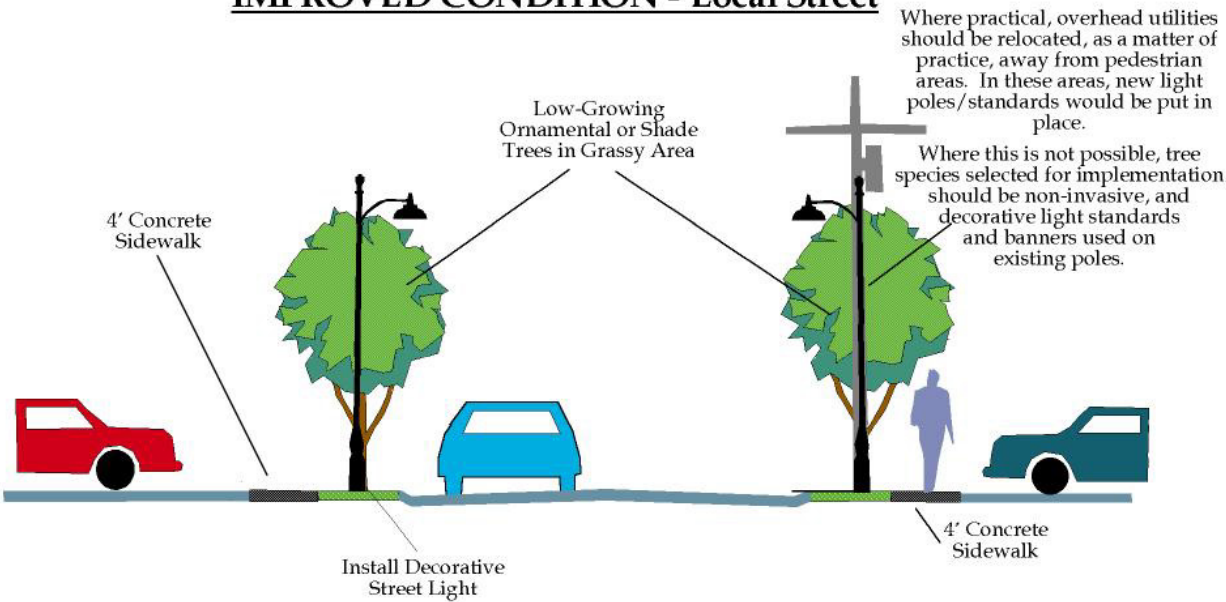 IMPROVED CONDITION - Local Street
Where practical, overhead utilities
should be relocated, as a matter of
practice, away from pedestrian
areas. In these areas, new light
poles/standards would be put in
place.
Low-Growing
Ornamental or Shade
Trees in Grassy Area
Where this is not possible, tree
species selected for implementation
should be non-invasive, and
decorative light standards
and banners used on
existing poles.
4' Concrete
Sidewalk
4' Concrete
Sidewalk
Install Decorative
Street Light